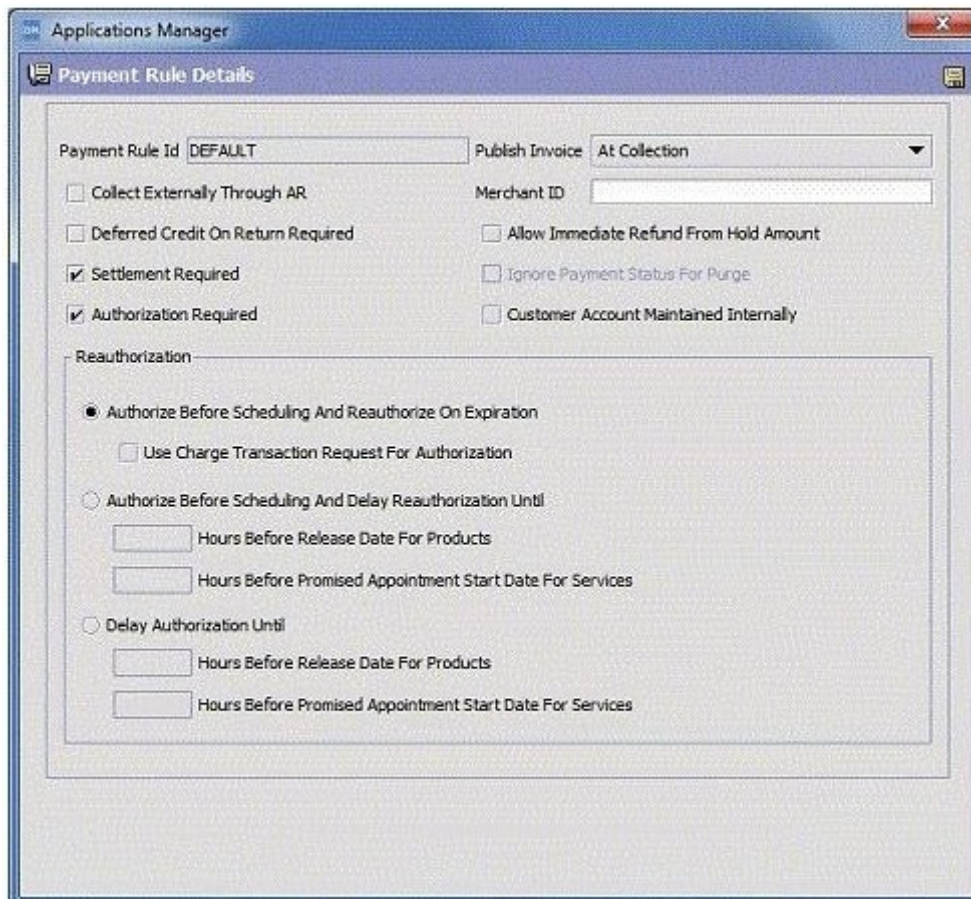 Applications Manager
Payment Rule Details
Payment Rule Id DEFAULT Publish Invoice At Collection
Collect Externally Through AR Merchant ID
Deferred Credit On Return Required Allow Immediate Refund From Hold Amount
Settlement Required Ignore Payment Status For Purge
Authorization Required Customer Account Maintained Internally
Reauthorization
Authorize Before Scheduling And Reauthorize On Expiration
Use Charge Transaction Request For Authorization
Authorize Before Scheduling And Delay Reauthorization Until
Hours Before Release Date For Products
Hours Before Promised Appointment Start Date For Services
Delay Authorization Until
Hours Before Release Date For Products
Hours Before Promised Appointment Start Date For Services